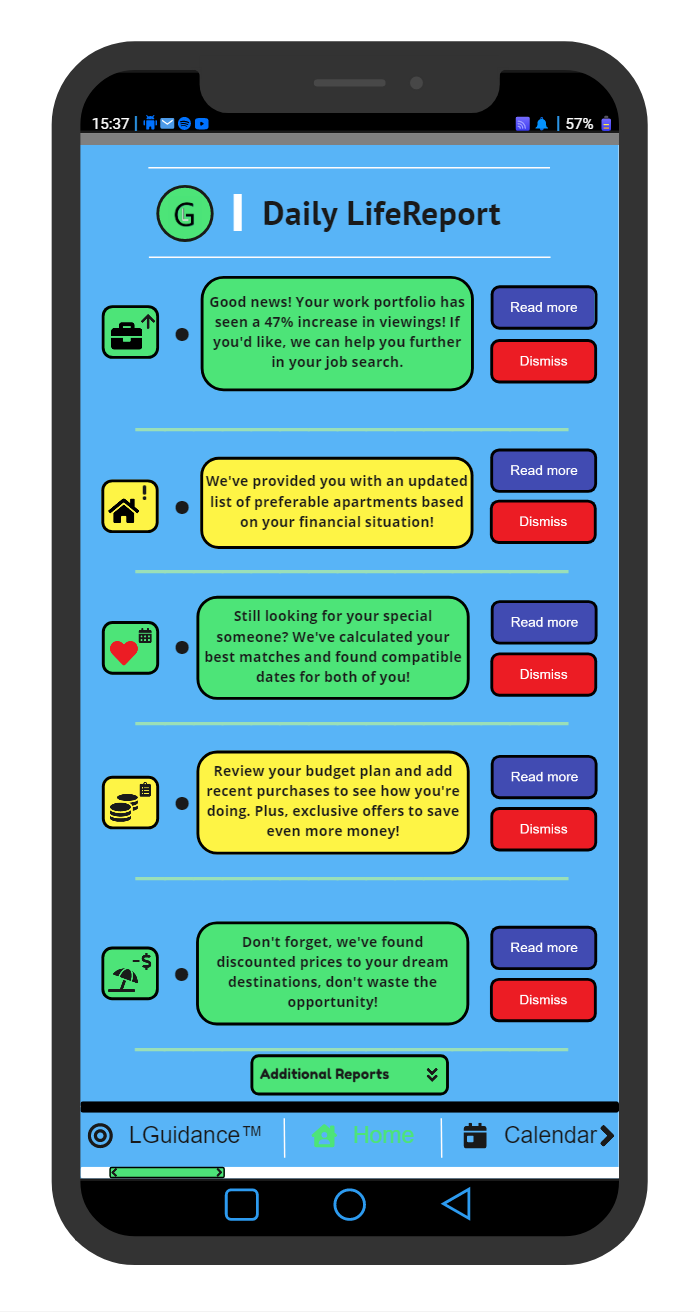 15:37
57%
G
Daily LifeReport
Good news! Your work portfolio has
seen a 47% increase in viewings! If
you'd like, we can help you further
in your job search.
Read more
Dismiss
We've provided you with an updated
list of preferable apartments based
on your financial situation!
Read more
Dismiss
Still looking for your special
someone? We've calculated your
best matches and found compatible
dates for both of you!
Read more
Dismiss
Review your budget plan and add
recent purchases to see how you're
doing. Plus, exclusive offers to save
even more money!
Read more
Dismiss
-$
Don't forget, we've found
discounted prices to your dream
destinations, don't waste the
opportunity!
Read more
Dismiss
Additional Reports
LGuidance™
Home
Calendar